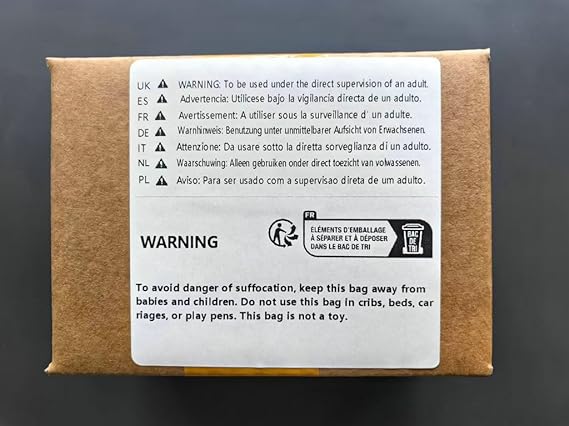 UK ⚠ WARNING: To be used under the direct supervision of an adult.
ES ⚠ Advertencia: Utilícese bajo la vigilancia directa de un adulto.
FR ⚠ Avertissement: A utiliser sous la surveillance d' un adulte.
DE ⚠ Warnhinweis: Benutzung unter unmittelbarer Aufsicht von Erwachsenen.
IT ⚠ Attenzione: Da usare sotto la diretta sorveglianza di un adulto.
NL ⚠ Waarschuwing: Alleen gebruiken onder direct toezicht van volwassenen.
PL ⚠ Aviso: Para ser usado com a supervisao direta de um adulto.
WARNING
FR
ÉLÉMENTS D'EMBALLAGE
À SÉPARER ET À DÉPOSER
DANS LE BAC DE TRI
BAC
DE
TRI
To avoid danger of suffocation, keep this bag away from
babies and children. Do not use this bag in cribs, beds, car
riages, or play pens. This bag is not a toy.